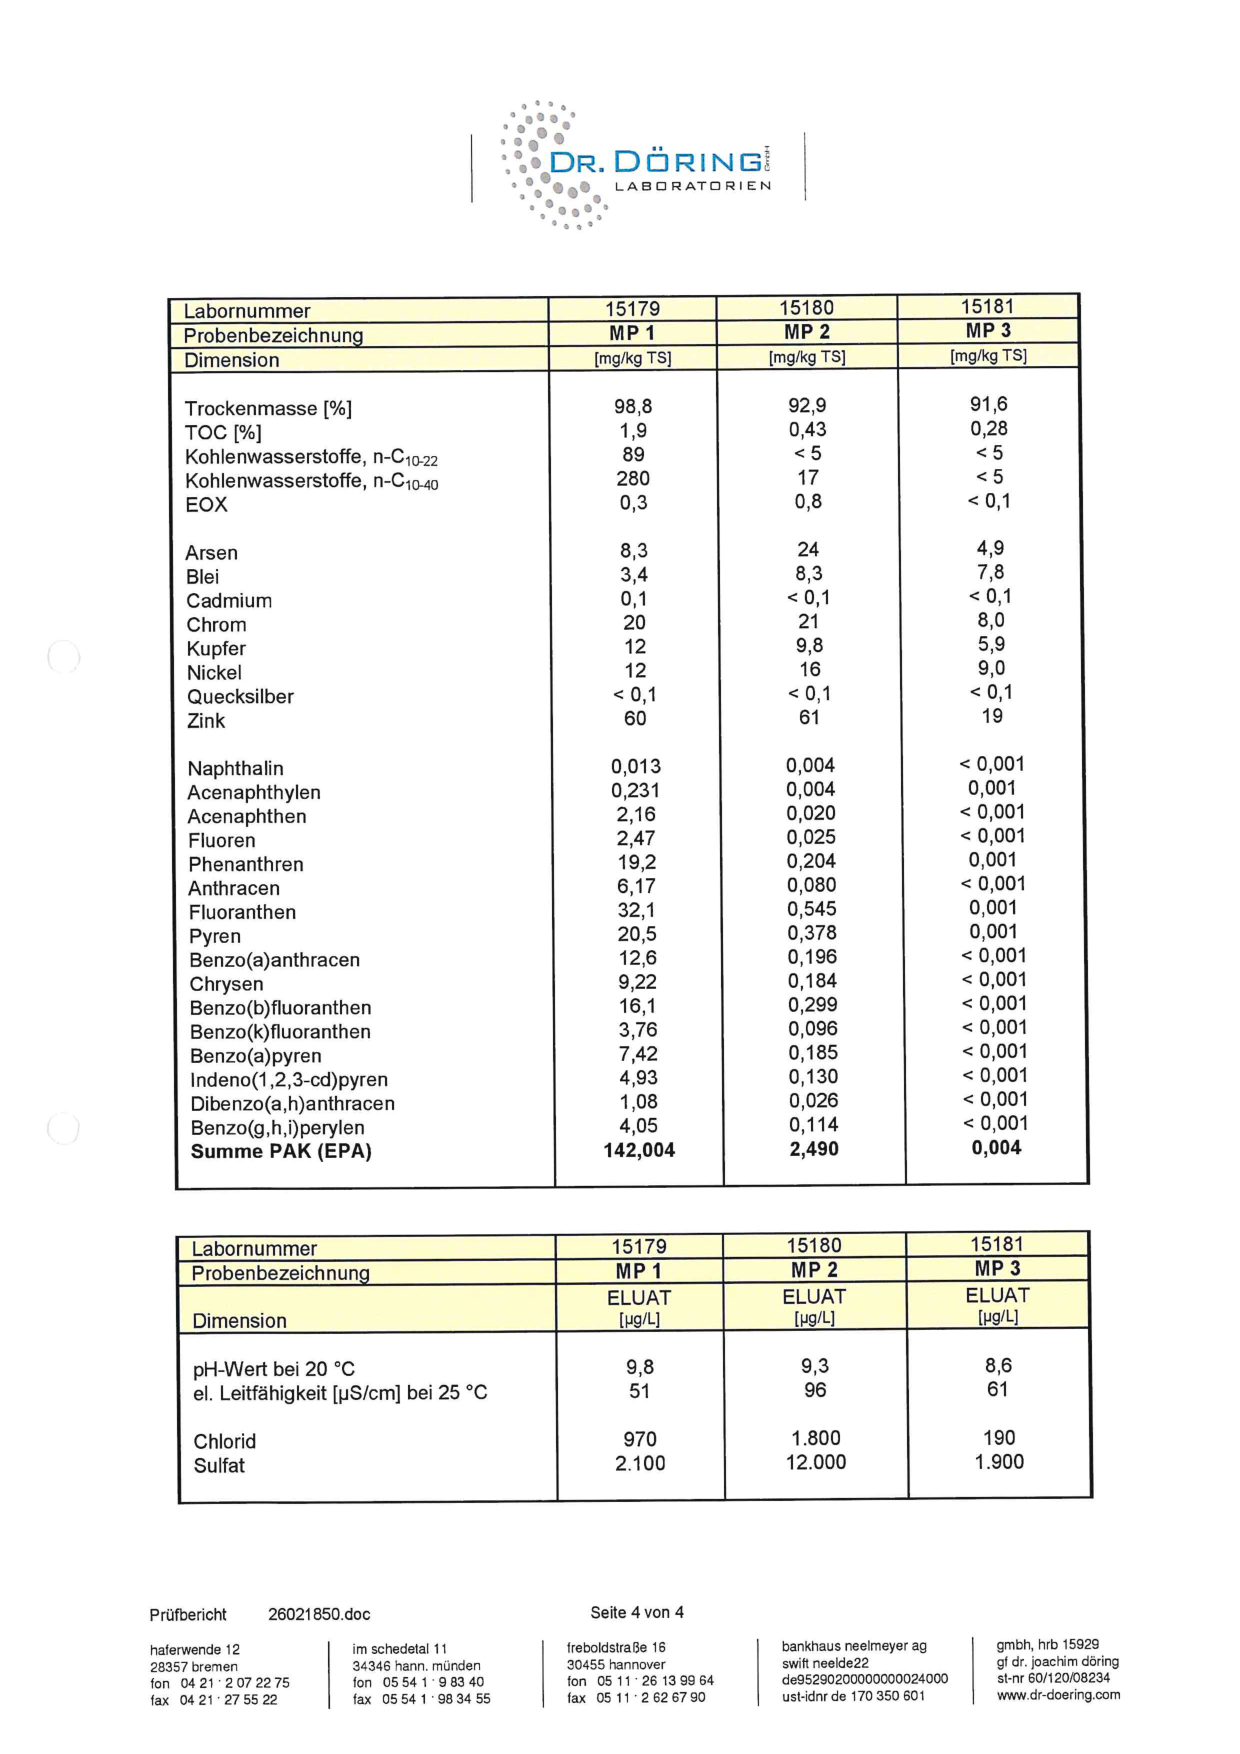 DR. DÖRING GmbH
LABORATORIEN
Labornummer 15179 15180 15181
Probenbezeichnung MP 1 MP 2 MP 3
Dimension [mg/kg TS] [mg/kg TS] [mg/kg TS]
Trockenmasse [%] 98,8 92,9 91,6
TOC [%] 1,9 0,43 0,28
Kohlenwasserstoffe, n-C10-22 89 < 5 < 5
Kohlenwasserstoffe, n-C10-40 280 17 < 5
EOX 0,3 0,8 < 0,1
Arsen 8,3 24 4,9
Blei 3,4 8,3 7,8
Cadmium 0,1 < 0,1 < 0,1
Chrom 20 21 8,0
Kupfer 12 9,8 5,9
Nickel 12 16 9,0
Quecksilber < 0,1 < 0,1 < 0,1
Zink 60 61 19
Naphthalin 0,013 0,004 < 0,001
Acenaphthylen 0,231 0,004 0,001
Acenaphthen 2,16 0,020 < 0,001
Fluoren 2,47 0,025 < 0,001
Phenanthren 19,2 0,204 0,001
Anthracen 6,17 0,080 < 0,001
Fluoranthen 32,1 0,545 0,001
Pyren 20,5 0,378 0,001
Benzo(a)anthracen 12,6 0,196 < 0,001
Chrysen 9,22 0,184 < 0,001
Benzo(b)fluoranthen 16,1 0,299 < 0,001
Benzo(k)fluoranthen 3,76 0,096 < 0,001
Benzo(a)pyren 7,42 0,185 < 0,001
Indeno(1,2,3-cd)pyren 4,93 0,130 < 0,001
Dibenzo(a,h)anthracen 1,08 0,026 < 0,001
Benzo(g,h,i)perylen 4,05 0,114 < 0,001
Summe PAK (EPA) 142,004 2,490 0,004
Labornummer 15179 15180 15181
Probenbezeichnung MP 1 MP 2 MP 3
ELUAT ELUAT ELUAT
Dimension [µg/L] [µg/L] [µg/L]
pH-Wert bei 20 °C 9,8 9,3 8,6
el. Leitfähigkeit [µS/cm] bei 25 °C 51 96 61
Chlorid 970 1.800 190
Sulfat 2.100 12.000 1.900
Prüfbericht 26021850.doc Seite 4 von 4
haferwende 12 im schedetal 11 freboldstraße 16 bankhaus neelmeyer ag gmbh, hrb 15929
28357 bremen 34346 hann. münden 30455 hannover swift neelde22 gf dr. joachim döring
fon 04 21 · 2 07 22 75 fon 05 54 1 · 9 83 40 fon 05 11 · 26 13 99 64 de95290200000000024000 st-nr 60/120/08234
fax 04 21 · 27 55 22 fax 05 54 1 · 98 34 55 fax 05 11 · 2 62 67 90 ust-idnr de 170 350 601 www.dr-doering.com